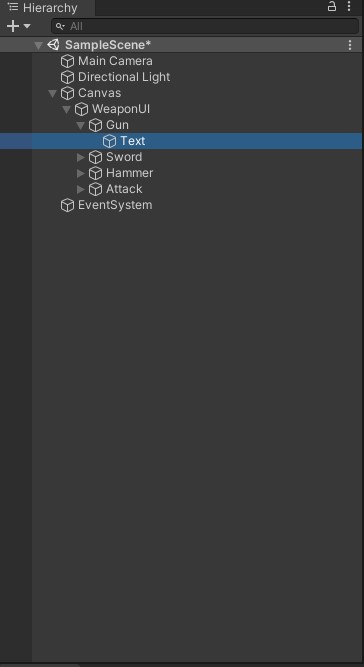 Hierarchy
All
SampleScene*
Main Camera
Directional Light
Canvas
WeaponUI
Gun
Text
Sword
Hammer
Attack
EventSystem